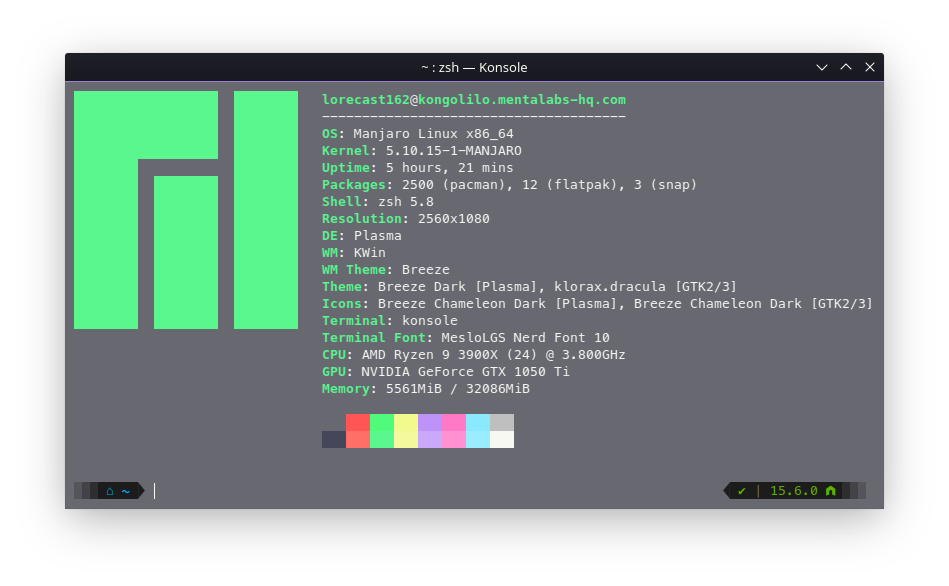 ~ : zsh — Konsole
lorecast162@kongolilo.mentalabs-hq.com
--------------------------------------
OS: Manjaro Linux x86_64
Kernel: 5.10.15-1-MANJARO
Uptime: 5 hours, 21 mins
Packages: 2500 (pacman), 12 (flatpak), 3 (snap)
Shell: zsh 5.8
Resolution: 2560x1080
DE: Plasma
WM: KWin
WM Theme: Breeze
Theme: Breeze Dark [Plasma], klorax.dracula [GTK2/3]
Icons: Breeze Chameleon Dark [Plasma], Breeze Chameleon Dark [GTK2/3]
Terminal: konsole
Terminal Font: MesloLGS Nerd Font 10
CPU: AMD Ryzen 9 3900X (24) @ 3.800GHz
GPU: NVIDIA GeForce GTX 1050 Ti
Memory: 5561MiB / 32086MiB
~ ✔ | 15.6.0